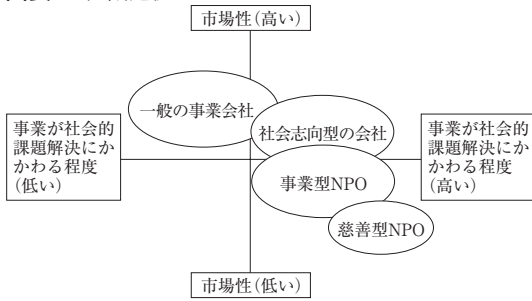 市場性（高い）
一般の事業会社
社会志向型の会社
事業が社会的
課題解決にか
かわる程度
（低い）
事業が社会的
課題解決にか
かわる程度
（高い）
事業型NPO
慈善型NPO
市場性（低い）